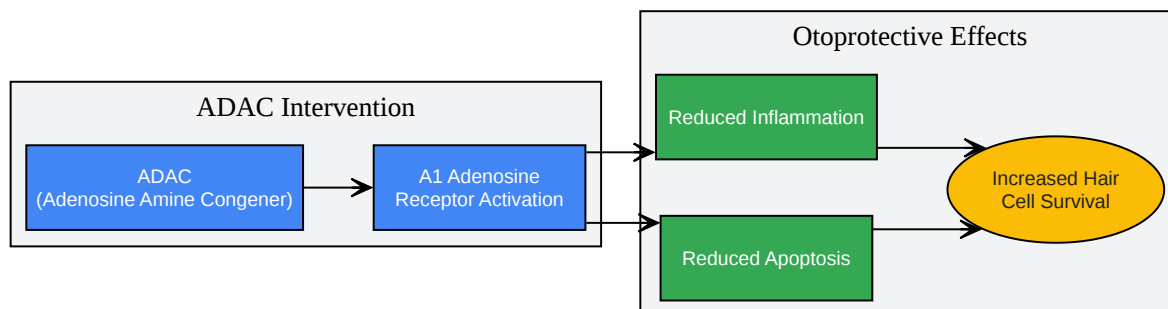 Otoprotective Effects
ADAC Intervention
Reduced Inflammation
ADAC
(Adenosine Amine Congener)
A1 Adenosine
Receptor Activation
Increased Hair
Cell Survival
Reduced Apoptosis